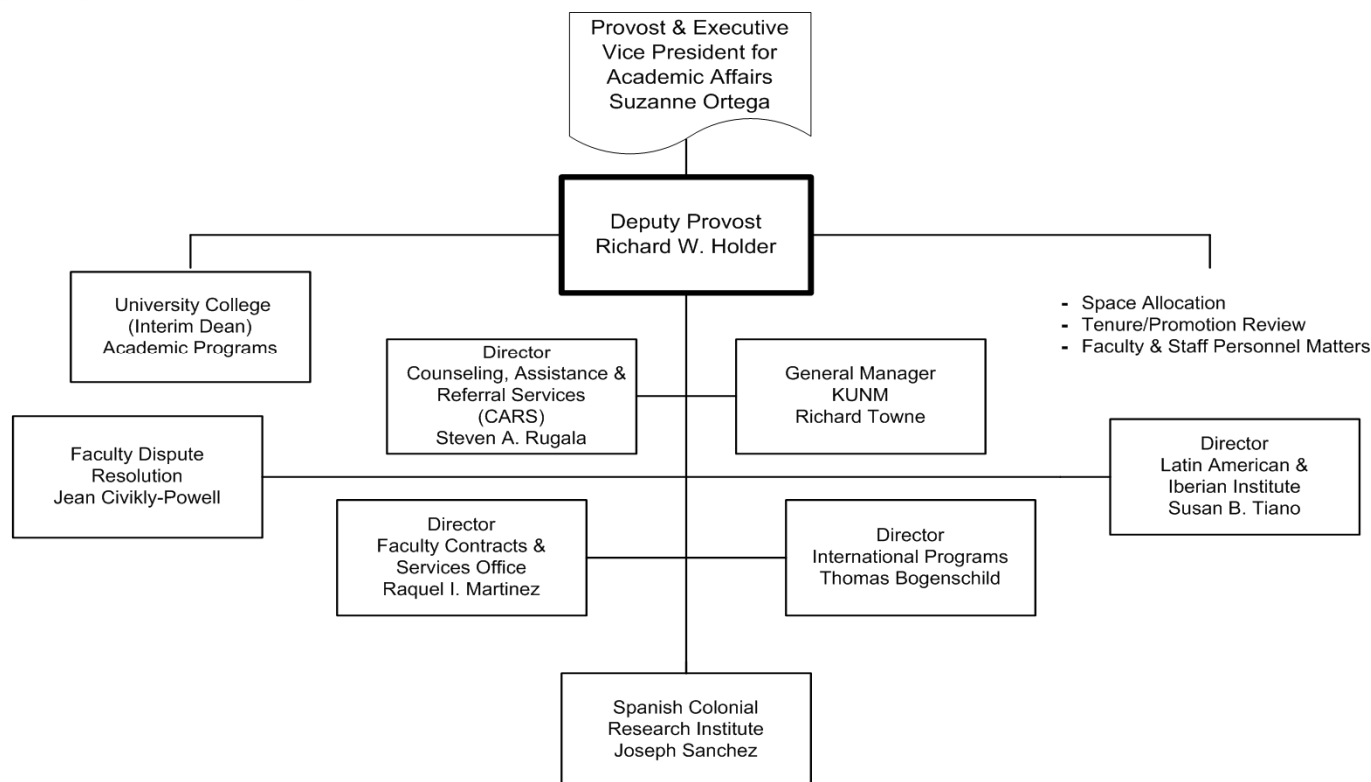 Provost & Executive
Vice President for
Academic Affairs
Suzanne Ortega
Deputy Provost
Richard W. Holder
University College
(Interim Dean)
Academic Programs
- Space Allocation
- Tenure/Promotion Review
- Faculty & Staff Personnel Matters
Director
Counseling, Assistance &
Referral Services
(CARS)
Steven A. Rugala
General Manager
KUNM
Richard Towne
Faculty Dispute
Resolution
Jean Civikly-Powell
Director
Latin American &
Iberian Institute
Susan B. Tiano
Director
Faculty Contracts &
Services Office
Raquel I. Martinez
Director
International Programs
Thomas Bogenschild
Spanish Colonial
Research Institute
Joseph Sanchez